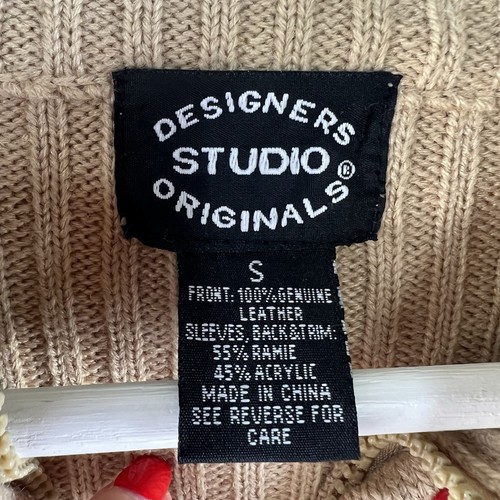 DESIGNERS
STUDIO ®
ORIGINALS
S
FRONT: 100% GENUINE
LEATHER
SLEEVES, BACK&TRIM:
55% RAMIE
45% ACRYLIC
MADE IN CHINA
SEE REVERSE FOR
CARE